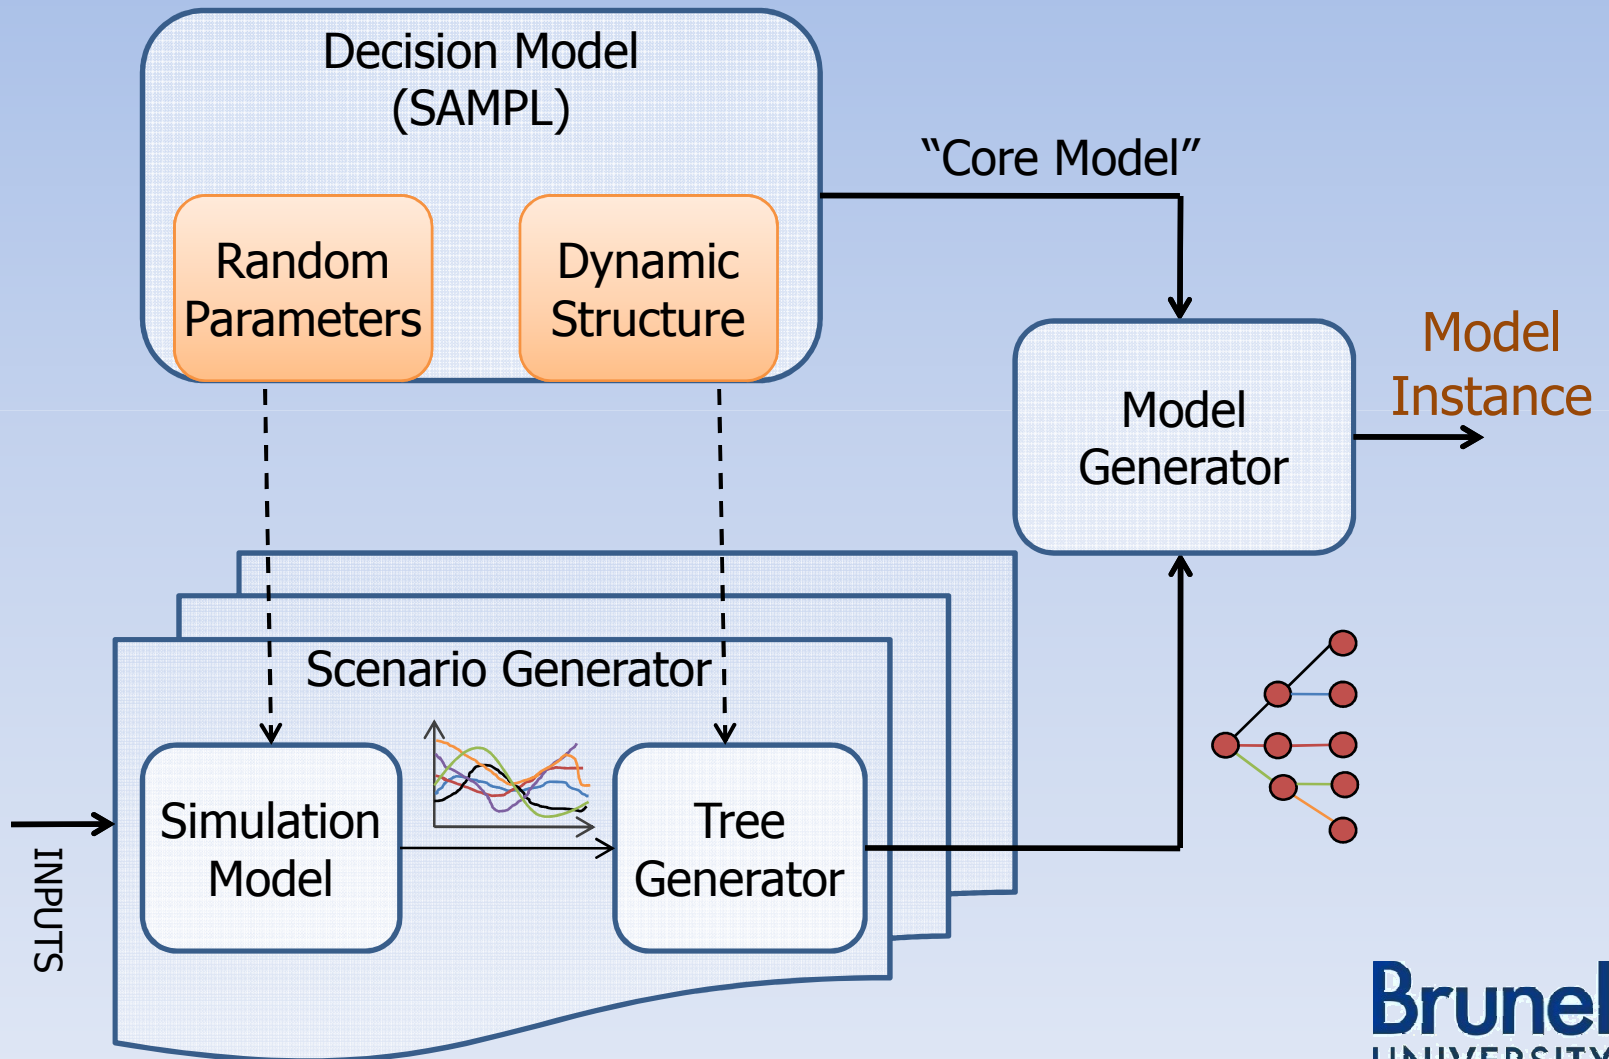 Decision Model
(SAMPL)
Random
Parameters
Dynamic
Structure
“Core Model”
Model
Generator
Model
Instance
Scenario Generator
Simulation
Model
Tree
Generator
INPUTS
Brunel
UNIVERSITY